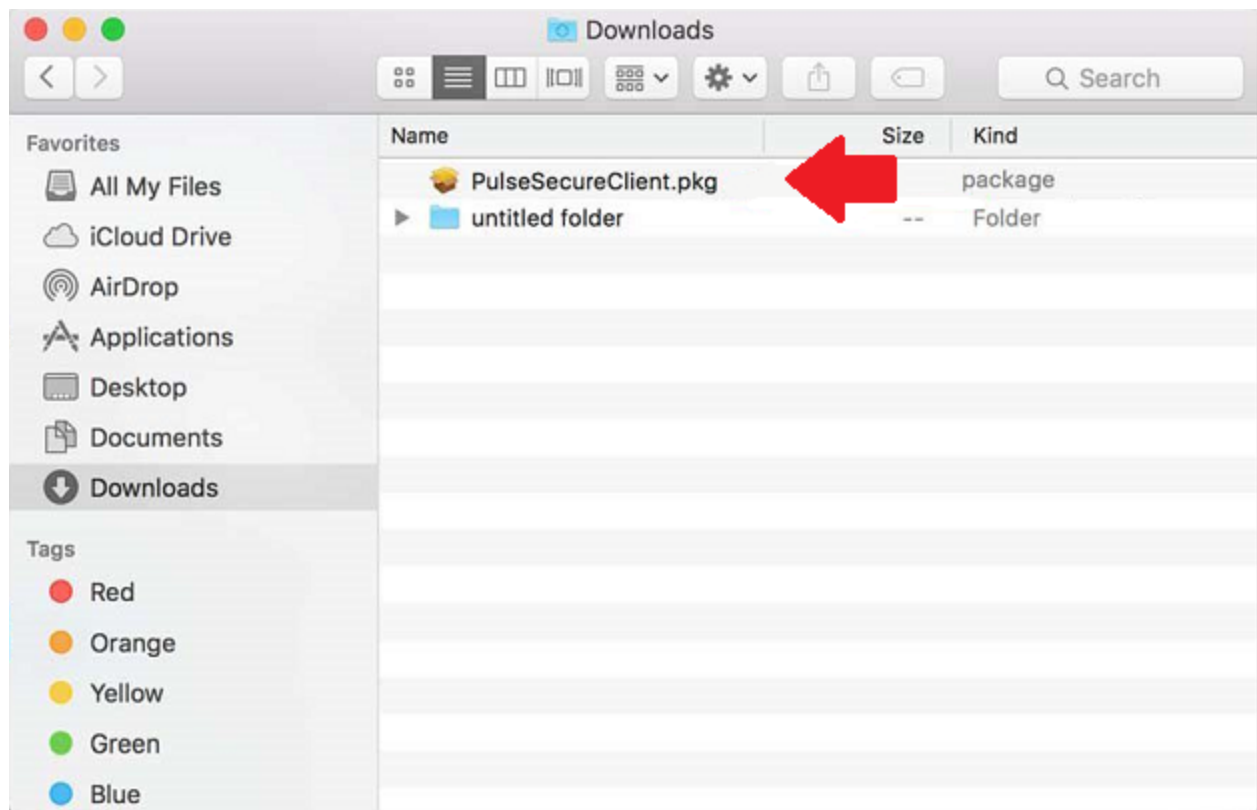 Downloads
Search
Favorites
All My Files
iCloud Drive
AirDrop
Applications
Desktop
Documents
Downloads
Tags
Red
Orange
Yellow
Green
Blue
Name Size Kind
PulseSecureClient.pkg package
untitled folder -- Folder